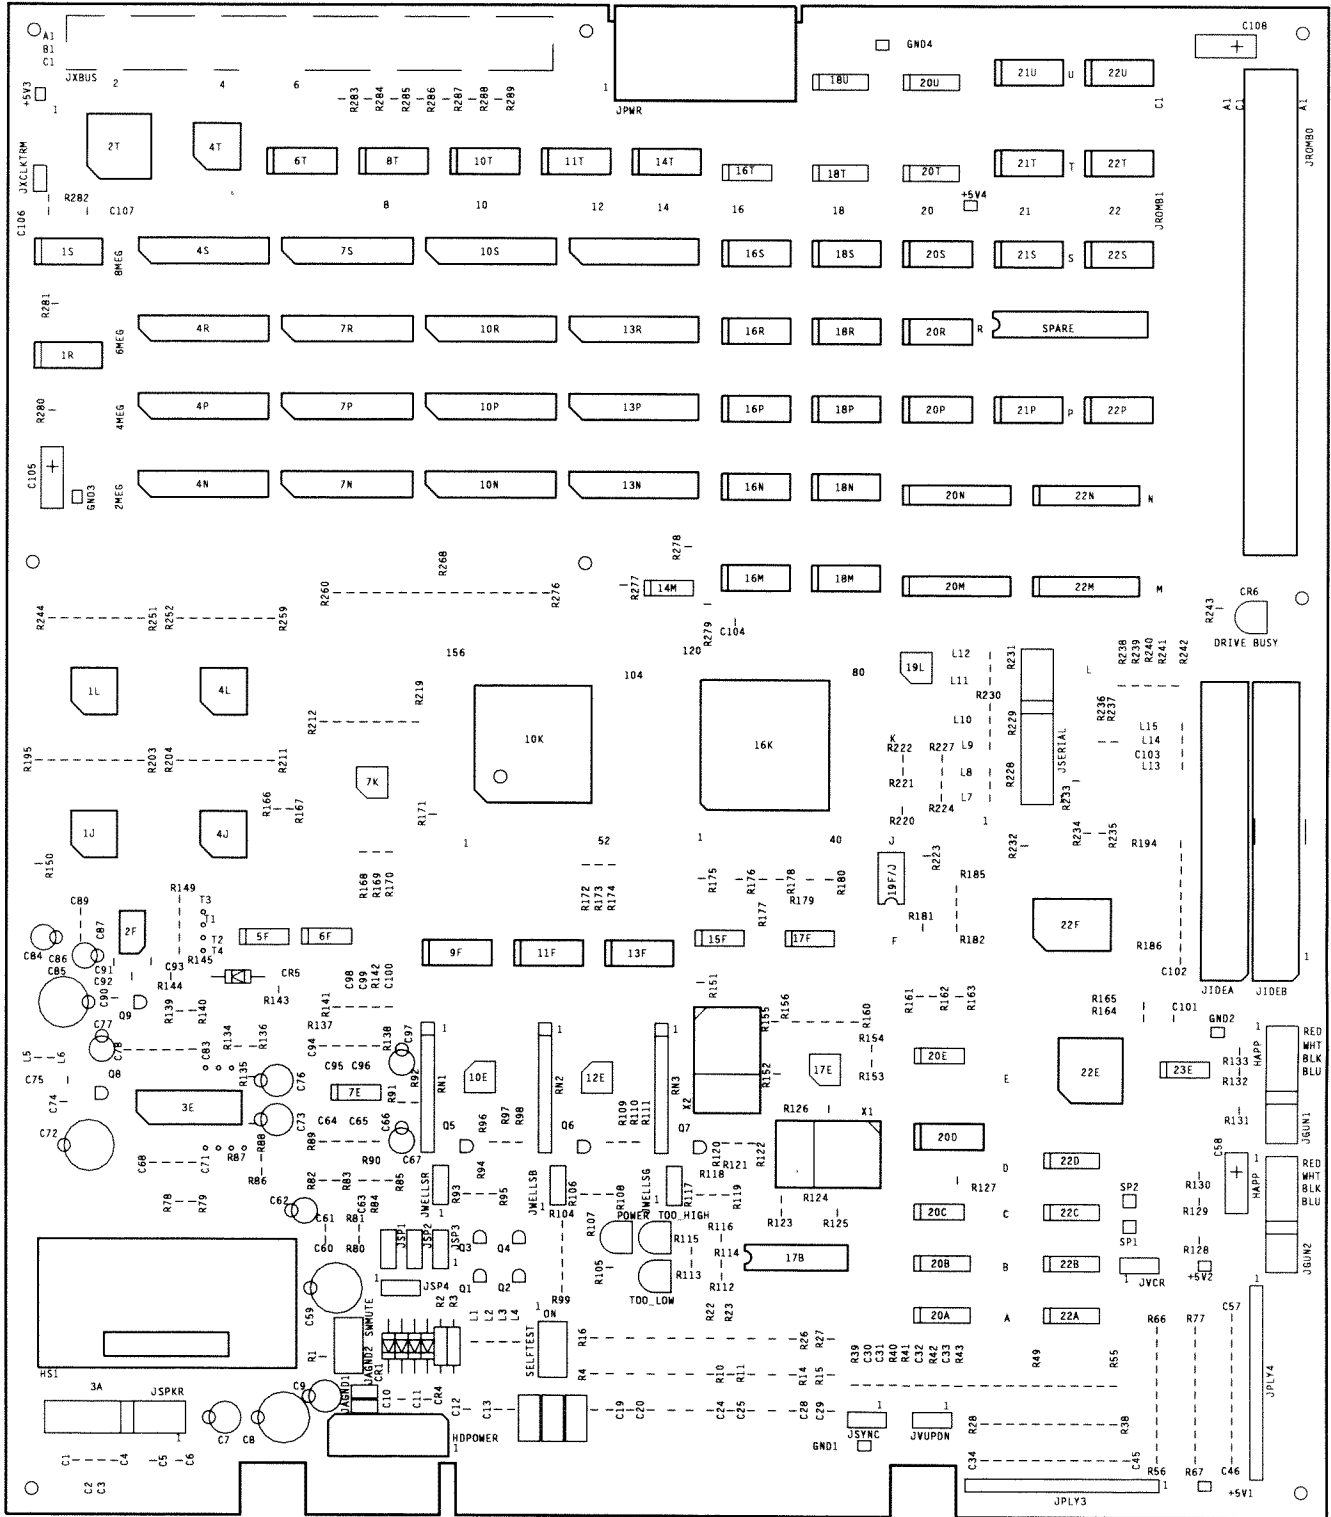 A1
B1
C1
JXBUS
2
4
6
R283
R284
R285
R286
R287
R288
R289
1
JPWR
GND4
C108
18U
20U
21U
U
22U
C1
A1
C1
A1
JROMB0
+5V3
1
2T
4T
6T
8T
10T
11T
14T
16T
18T
20T
21T
T
22T
JXCLKTRM
R282
C106
C107
8
10
12
14
16
18
20
+5V4
21
22
JROMB1
1S
8MEG
4S
7S
10S
16S
18S
20S
21S
S
22S
R281
1R
6MEG
4R
7R
10R
13R
16R
18R
20R
R
SPARE
R280
4MEG
4P
7P
10P
13P
16P
18P
20P
21P
P
22P
C105
GND3
2MEG
4N
7N
10N
13N
16N
18N
20N
22N
N
R268
R278
R260
R276
R277
14M
16M
18M
20M
22M
M
R243
CR6
DRIVE BUSY
R244
R251
R252
R259
R279
C104
156
120
104
80
19L
L12
L11
R230
L10
L9
L8
L7
R231
R229
R228
JSERIAL
L
R238
R239
R240
R241
R242
R236
R237
L15
L14
C103
L13
1L
4L
R219
R212
10K
16K
K
R222
R227
R221
R224
R220
R233
R195
R203
R204
R211
7K
R166
R167
R171
1J
4J
R150
1
52
1
40
J
1
R232
R234
R235
R194
R168
R169
R170
R172
R173
R174
R175
R176
R177
R178
R179
R180
19F/J
R223
R185
R181
F
R182
22F
R186
C102
1
JIDEA
JIDEB
C89
R149
T3
T1
T2
T4
R145
2F
C87
C84
C86
C85
C91
C92
C93
R144
C90
Q9
5F
6F
CR5
R143
C98
C99
R142
C100
9F
11F
13F
15F
17F
R151
R141
R139
R140
R137
R138
R134
R136
C97
C94
C77
C78
C83
R135
C95
C96
L5
L6
C75
Q8
C74
C72
3E
C76
C73
7E
R91
R92
RN1
1
10E
RN2
1
12E
RN3
1
X2
R155
R156
R160
R154
R152
R153
17E
R161
R162
R163
20E
E
R165
R164
C101
GND2
22E
23E
R133
R132
R131
HAPP
1
RED
WHT
BLK
BLU
JGUN1
C64
C65
C66
C67
R89
R90
R88
R87
R86
C71
C68
R78
R79
Q5
R96
R97
R98
Q6
R109
R110
R111
Q7
R120
R121
R122
R118
R126
X1
20D
D
22D
R127
R124
R123
R125
C58
HAPP
1
RED
WHT
BLK
BLU
JGUN2
R130
R129
R128
SP2
SP1
R82
R83
R84
R85
C63
C62
C61
R81
C60
R80
JWELLSR
R93
R94
R95
JWELLSB
R106
R104
R108
JWELLSG
R117
R119
R107
POWER
TOO_HIGH
R116
R115
R114
R113
R112
R105
TOO_LOW
17B
20C
C
22C
20B
B
22B
1
JVCR
+5V2
20A
A
22A
JSP1
JSP2
JSP3
1
Q3
Q4
Q1
Q2
1
JSP4
C59
R2
R3
L1
L2
L3
L4
R99
1
ON
SELFTEST
R16
R4
R22
R23
R26
R27
R10
R11
R14
R15
R39
C30
C31
R40
R41
C32
R42
C33
R43
R49
R55
R66
R77
C57
1
JPLY4
HS1
3A
JSPKR
1
R1
SWMUTE
JAGND2
JAGND1
CR1
C9
C10
C11
CR4
C12
C13
C7
C8
HDPOWER
1
C19
C20
C24
C25
C28
C29
1
JSYNC
GND1
1
JVUPDN
R28
R38
C34
C45
R56
R67
C46
C1
C4
C5
C6
C2
C3
1
JPLY3
+5V1